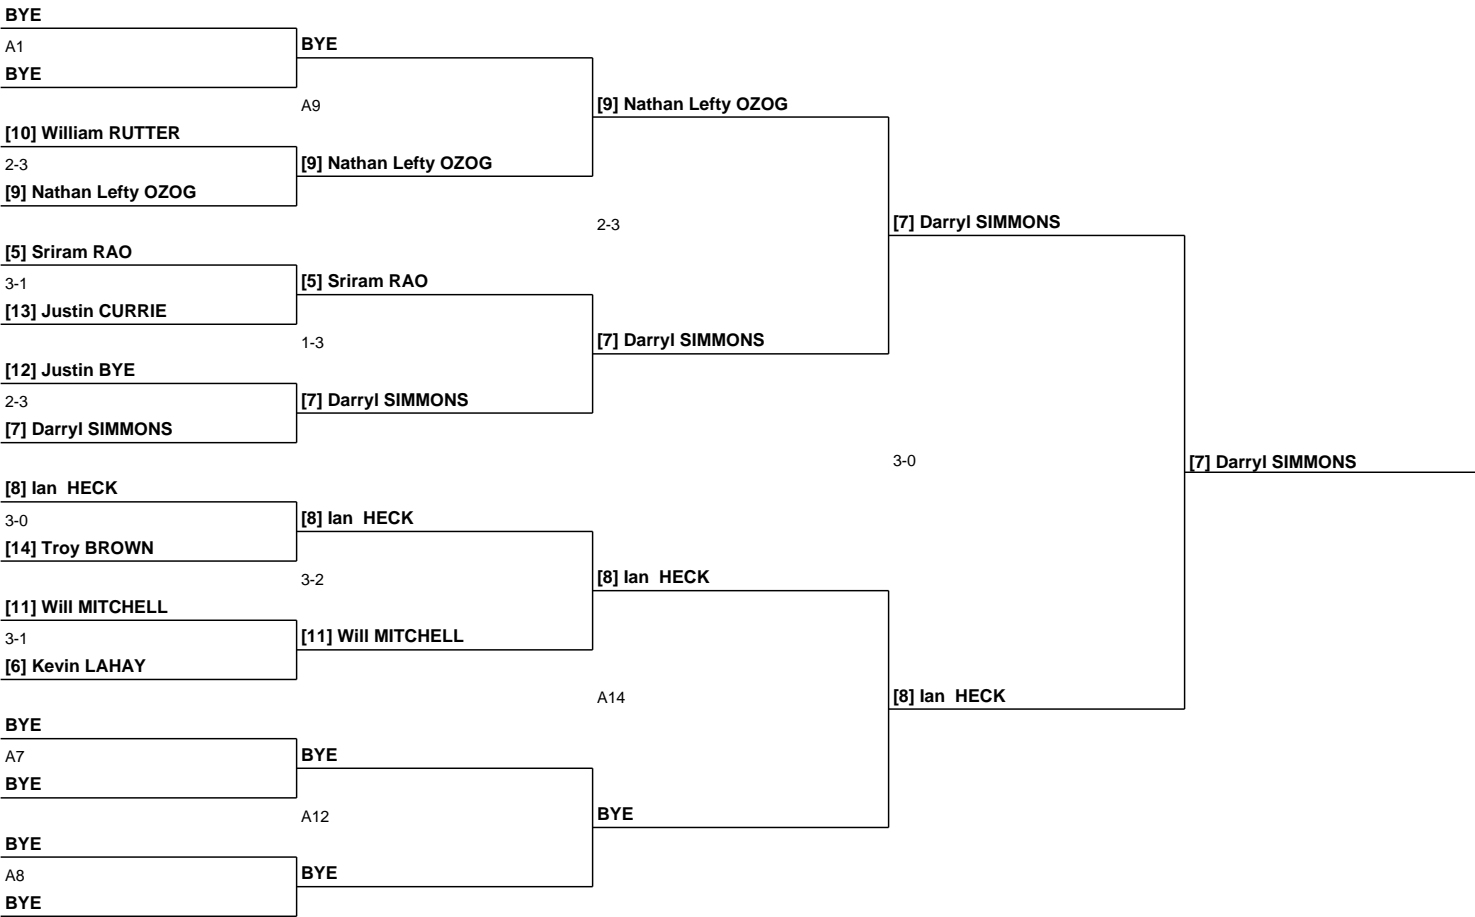 BYE
A1
BYE
BYE
A9
[9] Nathan Lefty OZOG
[10] William RUTTER
2-3
[9] Nathan Lefty OZOG
[9] Nathan Lefty OZOG
2-3
[7] Darryl SIMMONS
[5] Sriram RAO
3-1
[5] Sriram RAO
[13] Justin CURRIE
1-3
[7] Darryl SIMMONS
[12] Justin BYE
2-3
[7] Darryl SIMMONS
[7] Darryl SIMMONS
3-0
[7] Darryl SIMMONS
[8] Ian  HECK
3-0
[8] Ian  HECK
[14] Troy BROWN
3-2
[8] Ian  HECK
[11] Will MITCHELL
3-1
[11] Will MITCHELL
[6] Kevin LAHAY
A14
[8] Ian  HECK
BYE
A7
BYE
BYE
A12
BYE
BYE
A8
BYE
BYE